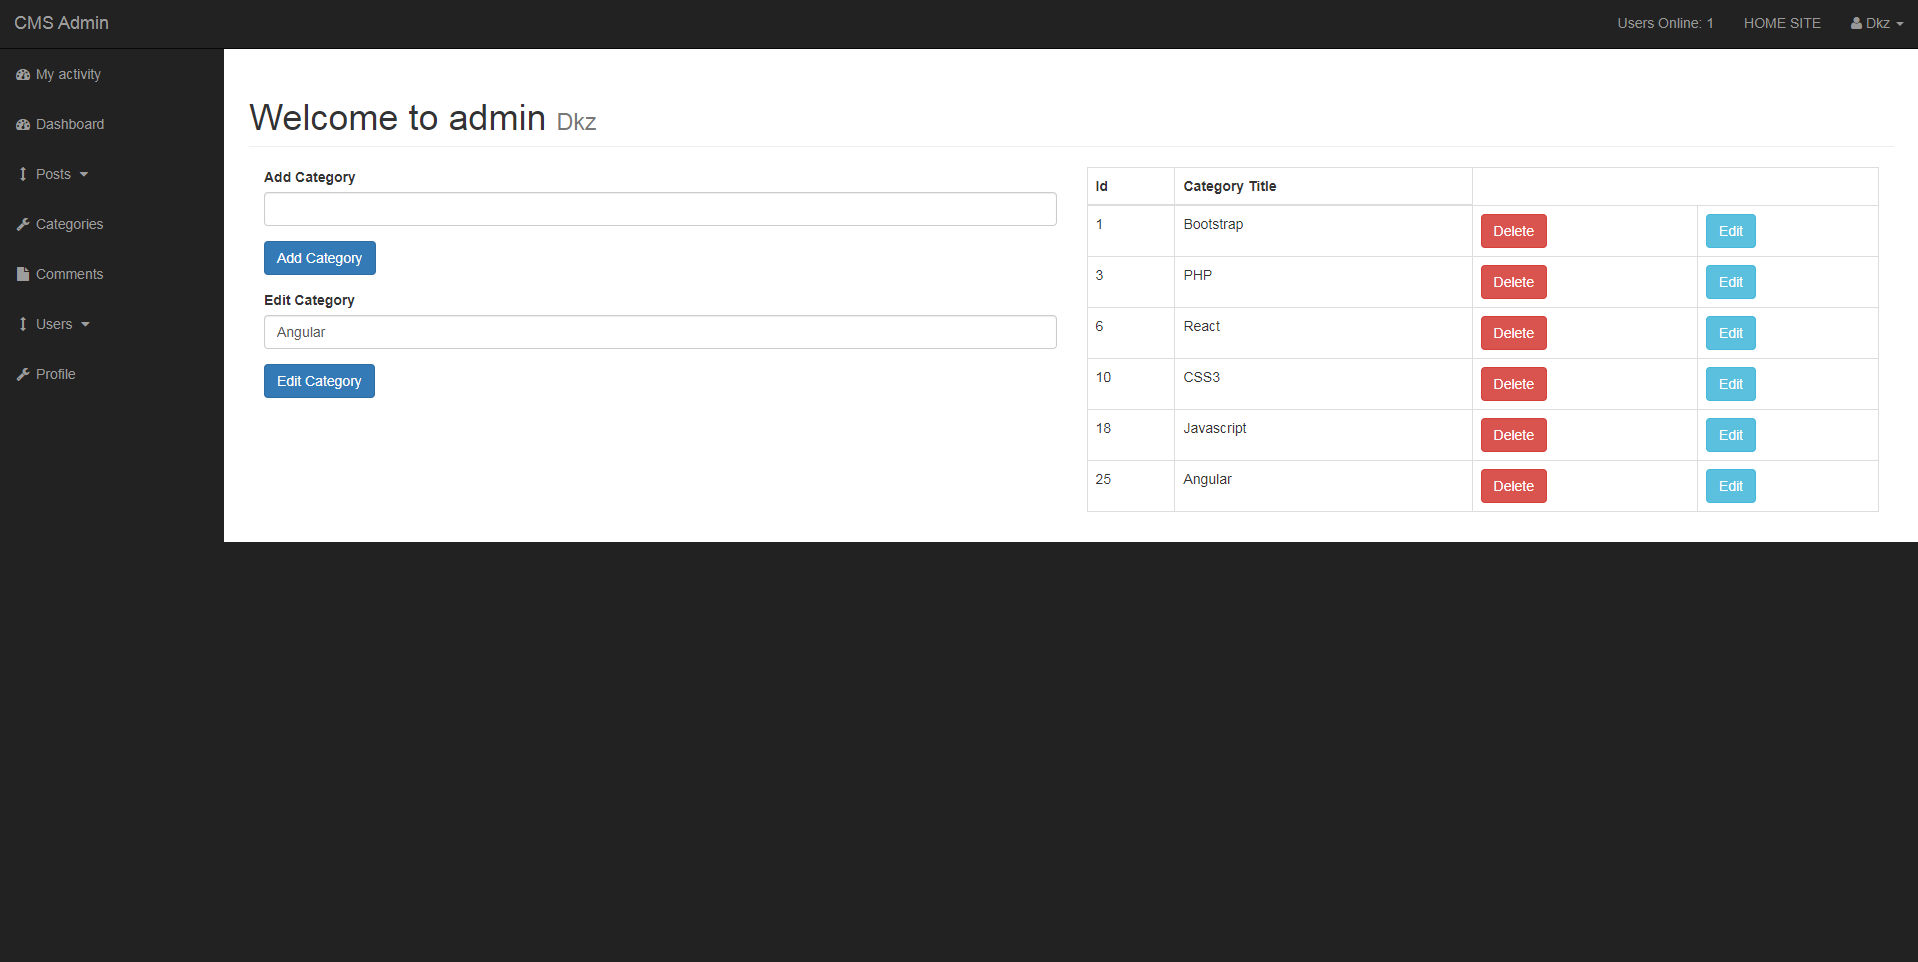 CMS Admin
Users Online: 1 HOME SITE Dkz
My activity
Dashboard
Posts
Categories
Comments
Users
Profile
Welcome to admin Dkz
Add Category
Add Category
Edit Category
Angular
Edit Category
Id Category Title
1 Bootstrap Delete Edit
3 PHP Delete Edit
6 React Delete Edit
10 CSS3 Delete Edit
18 Javascript Delete Edit
25 Angular Delete Edit